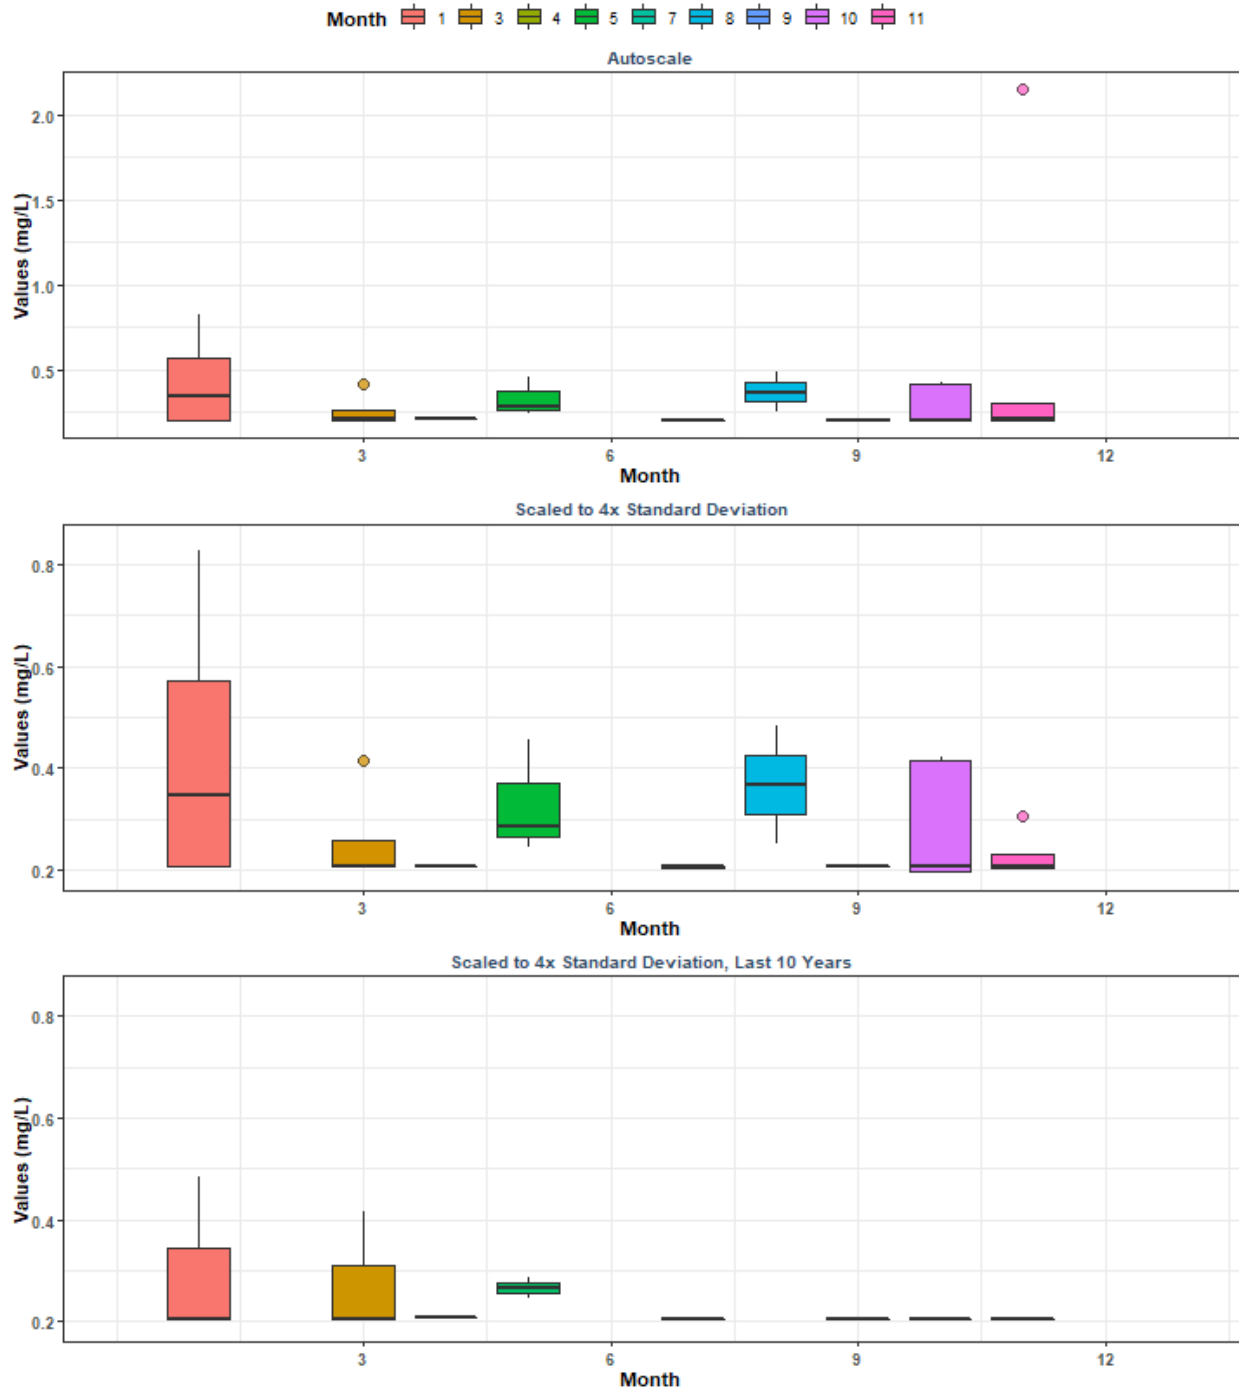 Month 1 3 4 5 7 8 9 10 11
Autoscale
Values (mg/L)
2.0
1.5
1.0
0.5
3 6 9 12
Month
Scaled to 4x Standard Deviation
Values (mg/L)
0.8
0.6
0.4
0.2
3 6 9 12
Month
Scaled to 4x Standard Deviation, Last 10 Years
Values (mg/L)
0.8
0.6
0.4
0.2
3 6 9 12
Month